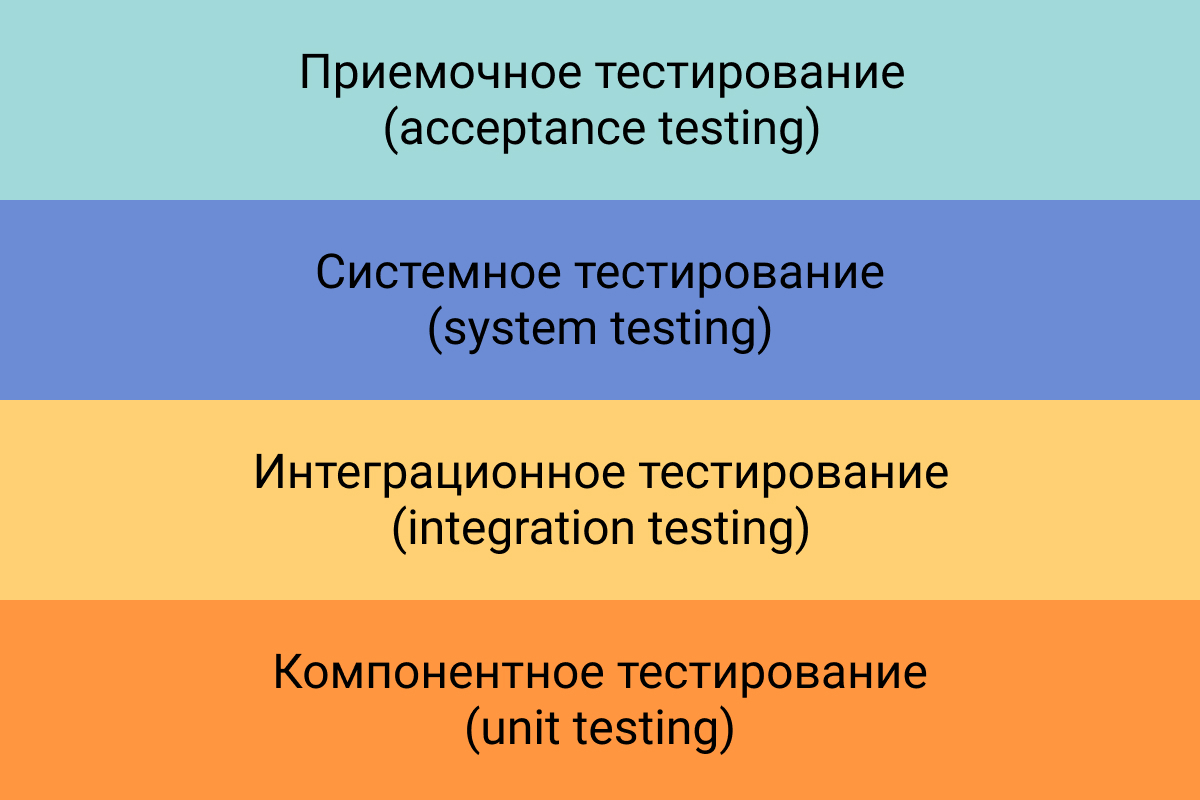 Приемочное тестирование
(acceptance testing)
Системное тестирование
(system testing)
Интеграционное тестирование
(integration testing)
Компонентное тестирование
(unit testing)